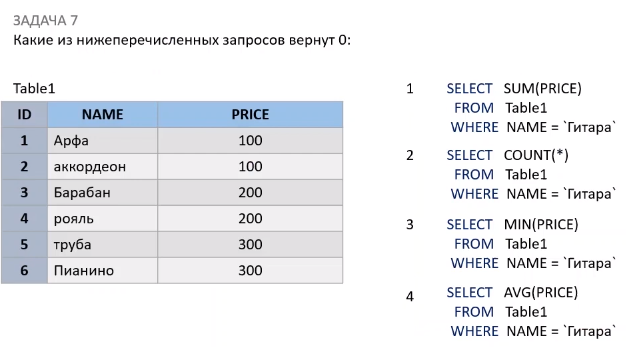 ЗАДАЧА 7
Какие из нижеперечисленных запросов вернут 0:
Table1
ID NAME PRICE
1 Арфа 100
2 аккордеон 100
3 Барабан 200
4 рояль 200
5 труба 300
6 Пианино 300
1 SELECT SUM(PRICE)
FROM Table1
WHERE NAME = `Гитара`
2 SELECT COUNT(*)
FROM Table1
WHERE NAME = `Гитара`
3 SELECT MIN(PRICE)
FROM Table1
WHERE NAME = `Гитара`
4 SELECT AVG(PRICE)
FROM Table1
WHERE NAME = `Гитара`